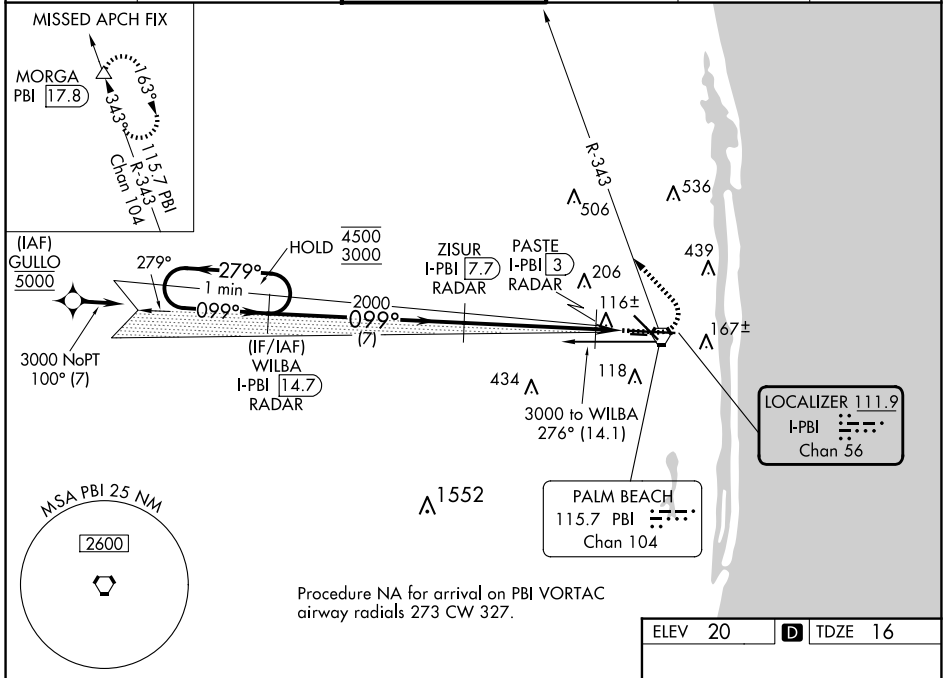 MISSED APCH FIX
MORGA
PBI 17.8
163°
343°
115.7 PBI
R-343
Chan 104
R-343
536
506
439
(IAF)
GULLO
5000
279°
279°
HOLD
4500
3000
1 min
099°
2000
099°
(7)
ZISUR
I-PBI 7.7
RADAR
PASTE
I-PBI 3
RADAR
206
116±
167±
3000 NoPT
100° (7)
(IF/IAF)
WILBA
I-PBI 14.7
RADAR
434
118
3000 to WILBA
276° (14.1)
LOCALIZER 111.9
I-PBI
Chan 56
1552
PALM BEACH
115.7 PBI
Chan 104
MSA PBI 25 NM
2600
Procedure NA for arrival on PBI VORTAC
airway radials 273 CW 327.
ELEV 20 D TDZE 16